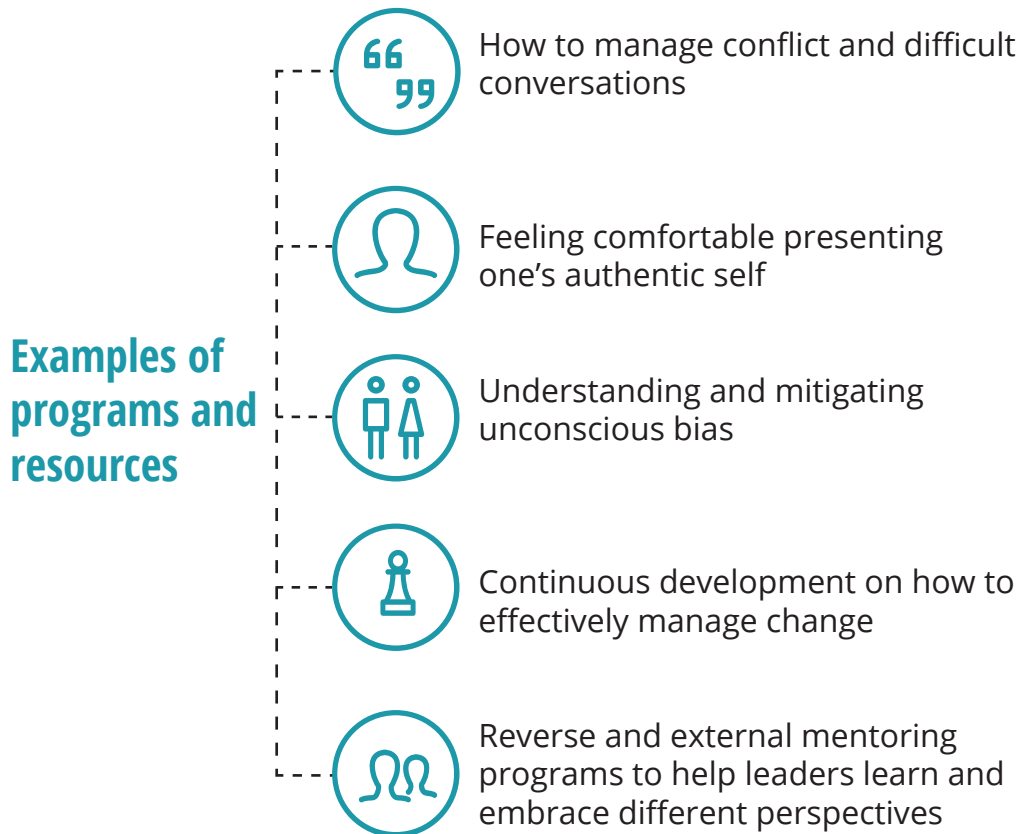 Examples of
programs and
resources
How to manage conflict and difficult
conversations
Feeling comfortable presenting
one’s authentic self
Understanding and mitigating
unconscious bias
Continuous development on how to
effectively manage change
Reverse and external mentoring
programs to help leaders learn and
embrace different perspectives